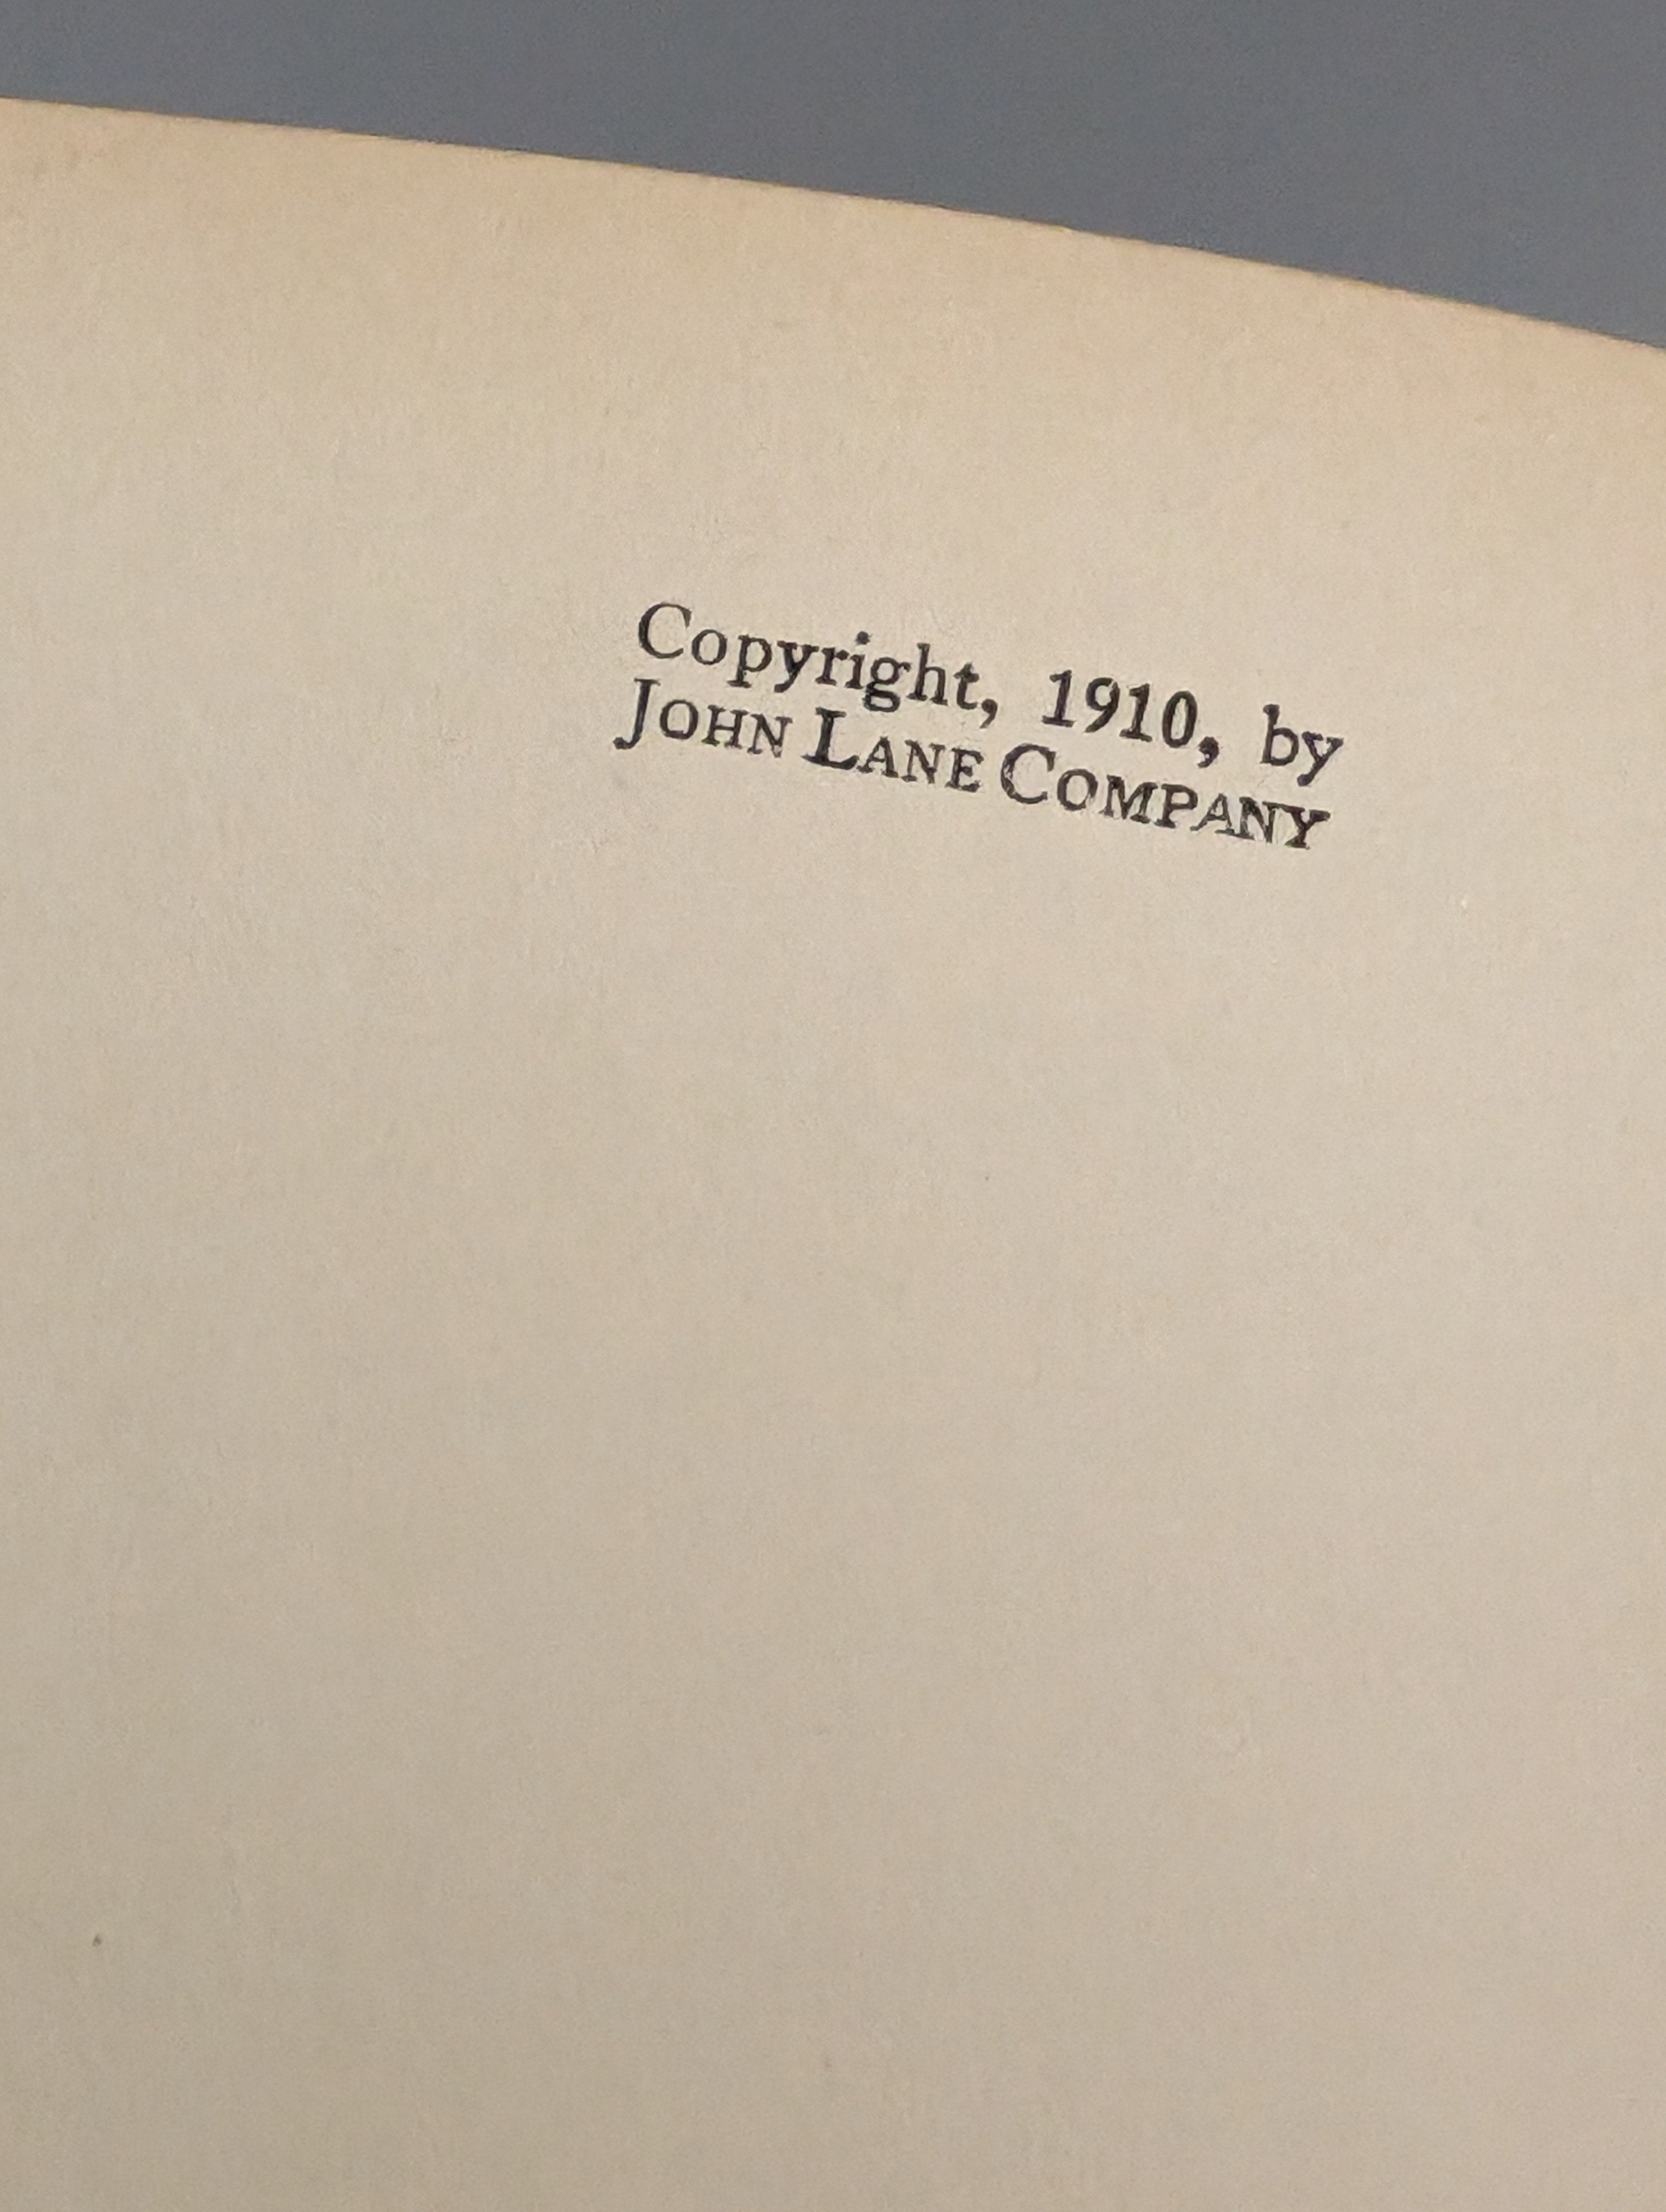 Copyright, 1910, by
JOHN LANE COMPANY